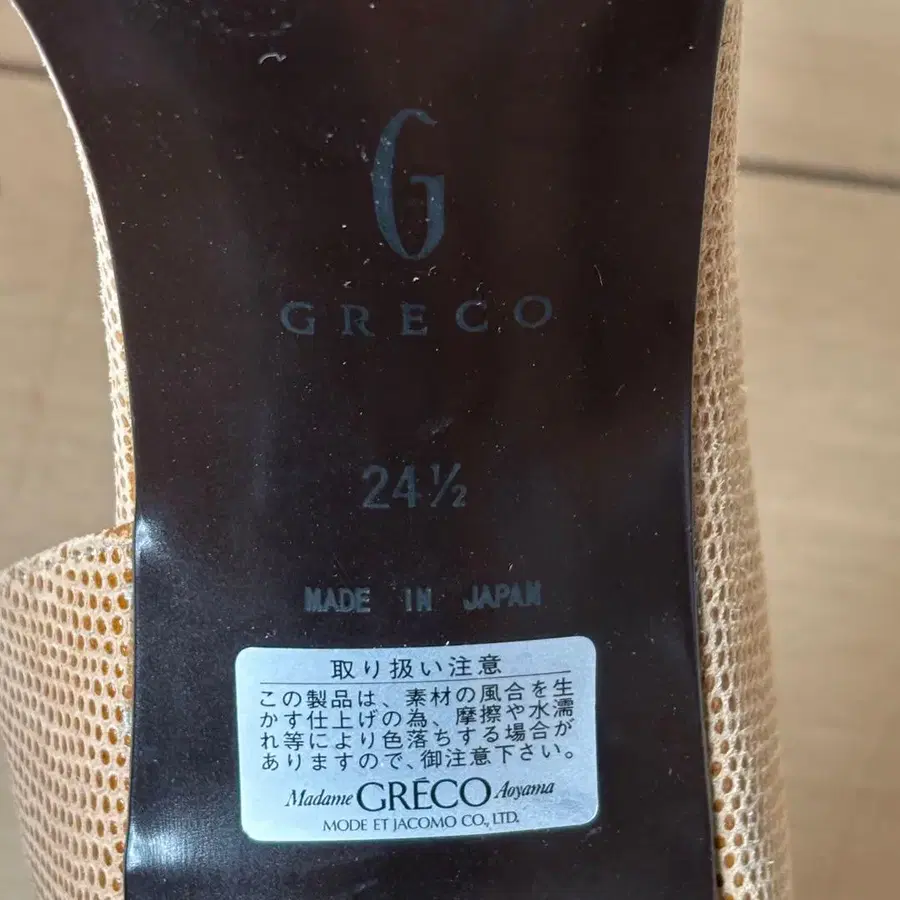 G
GRECO
24½
MADE IN JAPAN
取り扱い注意
この製品は、素材の風合を生
かす仕上げの為、摩擦や水濡
れ等により色落ちする場合が
ありますので、御注意下さい。
Madame GRÉCO Aoyama
MODE ET JACOMO CO., LTD.